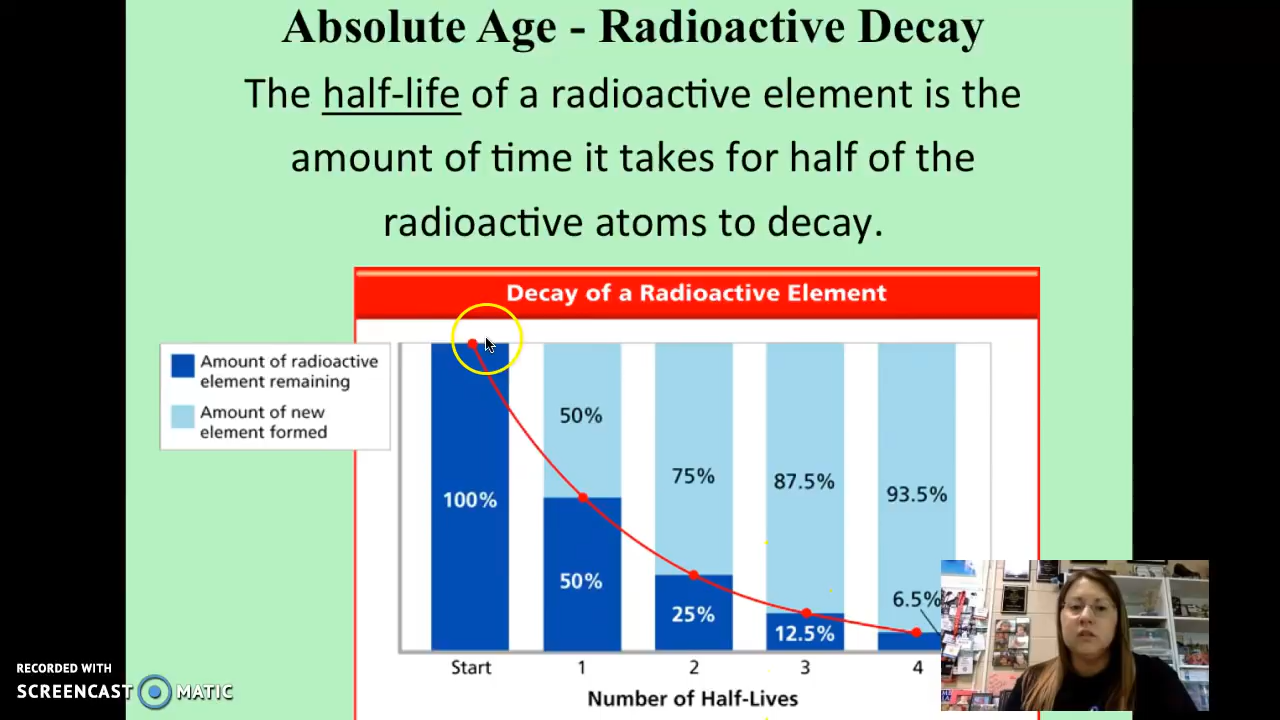 Absolute Age - Radioactive Decay
The half-life of a radioactive element is the
amount of time it takes for half of the
radioactive atoms to decay.
Decay of a Radioactive Element
Amount of radioactive
element remaining
Amount of new
element formed
100%
50%
50%
75%
25%
87.5%
12.5%
93.5%
6.5%
Start
1
2
3
4
Number of Half-Lives
RECORDED WITH
SCREENCAST MATIC